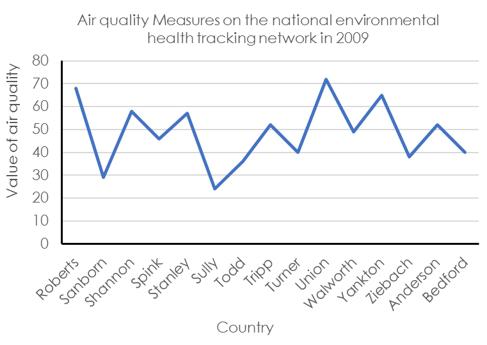 Air quality Measures on the national environmental
health tracking network in 2009
Value of air quality
80
70
60
50
40
30
20
10
0
Roberts
Sanborn
Shannon
Spink
Stanley
Sully
Todd
Tripp
Turner
Union
Walworth
Yankton
Ziebach
Anderson
Bedford
Country